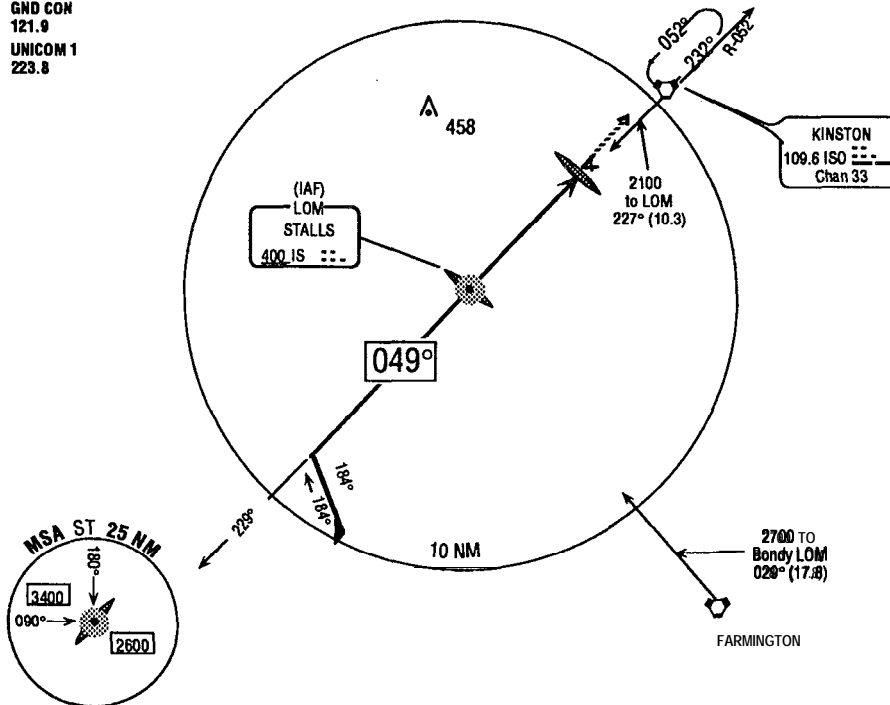 GND CON
121.9
UNICOM 1
223.8
458
052°
232°
R-052
KINSTON
109.6 ISO
Chan 33
2100
to LOM
227° (10.3)
(IAF)
LOM
STALLS
400 IS
049°
184°
184°
229°
10 NM
MSA ST 25 NM
180°
3400
090°
2600
2700 TO
Bondy LOM
029° (17.8)
FARMINGTON